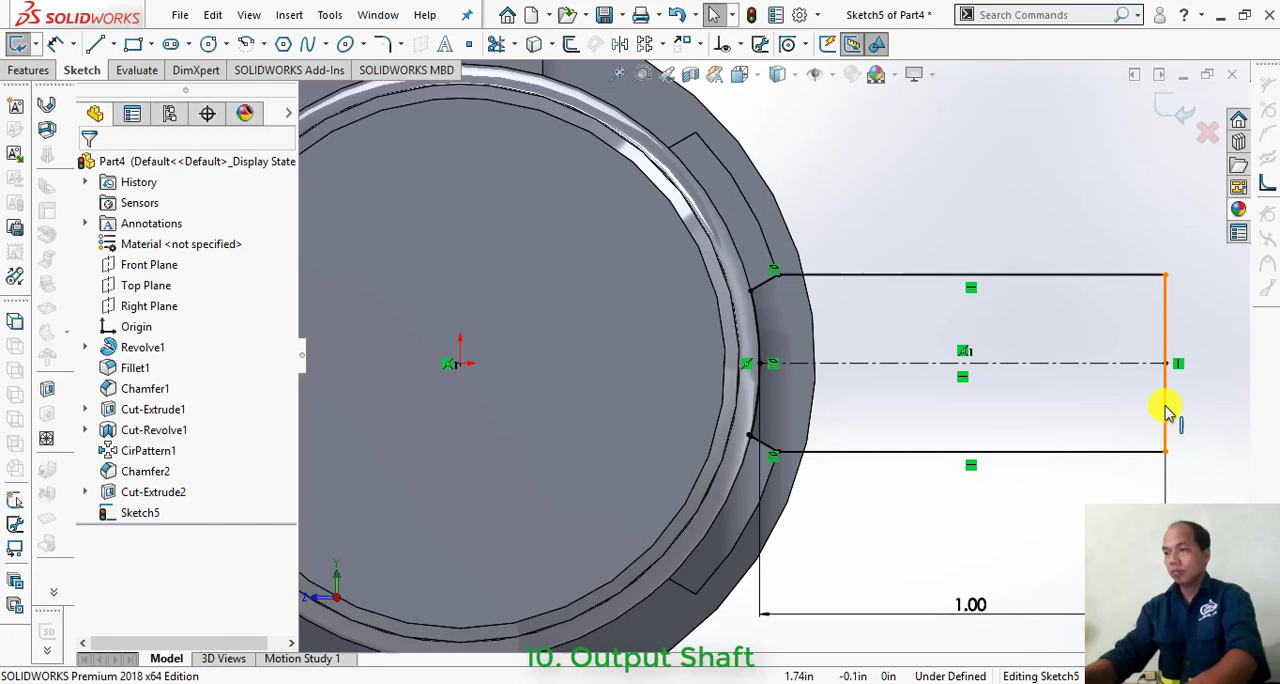 SOLIDWORKS
File
Edit
View
Insert
Tools
Window
Help
Sketch5 of Part4 *
Search Commands
Features
Sketch
Evaluate
DimXpert
SOLIDWORKS Add-Ins
SOLIDWORKS MBD
Part4 (Default<<Default>_Display State
History
Sensors
Annotations
Material <not specified>
Front Plane
Top Plane
Right Plane
Origin
Revolve1
Fillet1
Chamfer1
Cut-Extrude1
Cut-Revolve1
CirPattern1
Chamfer2
Cut-Extrude2
Sketch5
Y
Z
1.00
10. Output Shaft
Model
3D Views
Motion Study 1
SOLIDWORKS Premium 2018 x64 Edition
1.74in
-0.1in
0in
Under Defined
Editing Sketch5